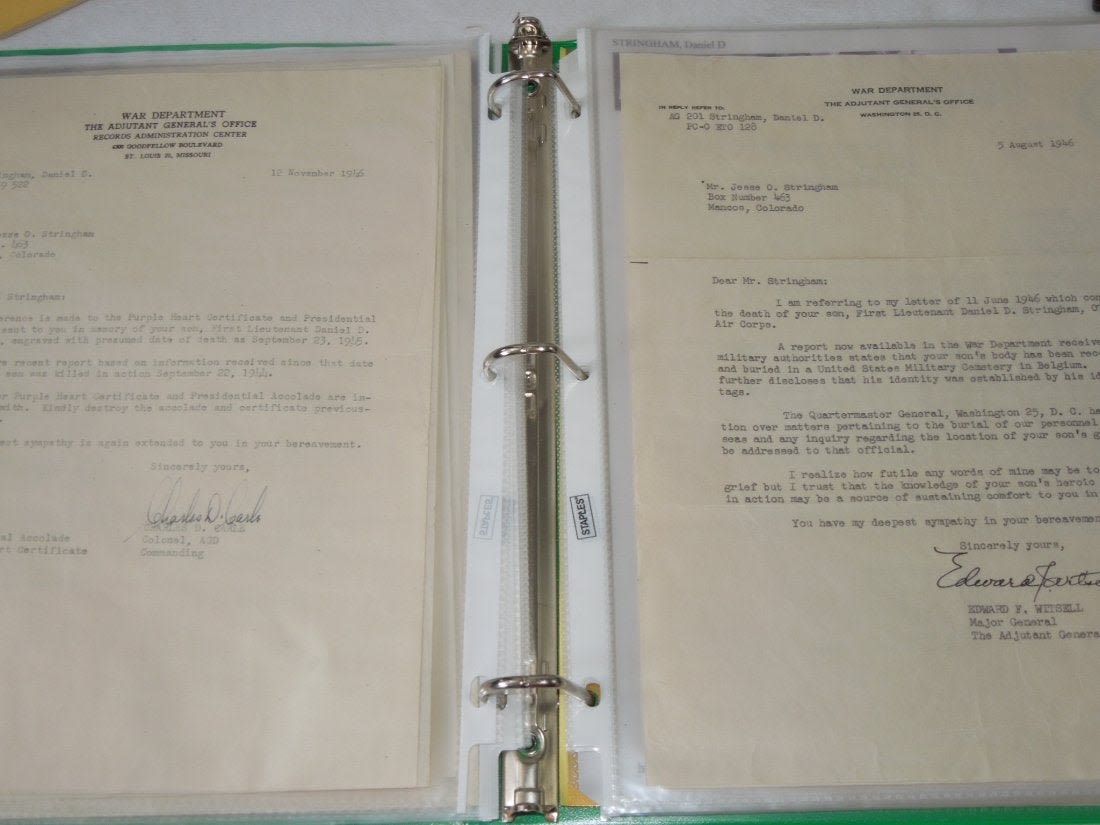 WAR DEPARTMENT
THE ADJUTANT GENERAL'S OFFICE
RECORDS ADMINISTRATION CENTER
4300 GOODFELLOW BOULEVARD
ST. LOUIS 20, MISSOURI
ingham, Daniel D.
9 522
12 November 1946
esse O. Stringham
. 463
, Colorado
Stringham:
erence is made to the Purple Heart Certificate and Presidential
sent to you in memory of your son, First Lieutenant Daniel D.
, engraved with presumed date of death as September 23, 1945.
re recent report based on information received since that date
son was killed in action September 22, 1944.
r Purple Heart Certificate and Presidential Accolade are in-
with. Kindly destroy the accolade and certificate previous-
est sympathy is again extended to you in your bereavement.
Sincerely yours,
Charles D. Carle
CHARLES D. CARLE
Colonel, AGD
Commanding
al Accolade
rt Certificate
STAPLES
STAPLES
STRINGHAM, Daniel D
WAR DEPARTMENT
THE ADJUTANT GENERAL'S OFFICE
WASHINGTON 25, D. C.
IN REPLY REFER TO:
AG 201 Stringham, Daniel D.
PC-G ETO 128
5 August 1946
Mr. Jesse O. Stringham
Box Number 463
Mancos, Colorado
Dear Mr. Stringham:
I am referring to my letter of 11 June 1946 which con
the death of your son, First Lieutenant Daniel D. Stringham,
Air Corps.
A report now available in the War Department receive
military authorities states that your son's body has been rec
and buried in a United States Military Cemetery in Belgium.
further discloses that his identity was established by his id
tags.
The Quartermaster General, Washington 25, D. C. ha
tion over matters pertaining to the burial of our personnel
seas and any inquiry regarding the location of your son's g
be addressed to that official.
I realize how futile any words of mine may be to
grief but I trust that the knowledge of your son's heroic
in action may be a source of sustaining comfort to you in
You have my deepest sympathy in your bereavemen
Sincerely yours,
Edward F. Witse
EDWARD F. WITSELL
Major General
The Adjutant Genera